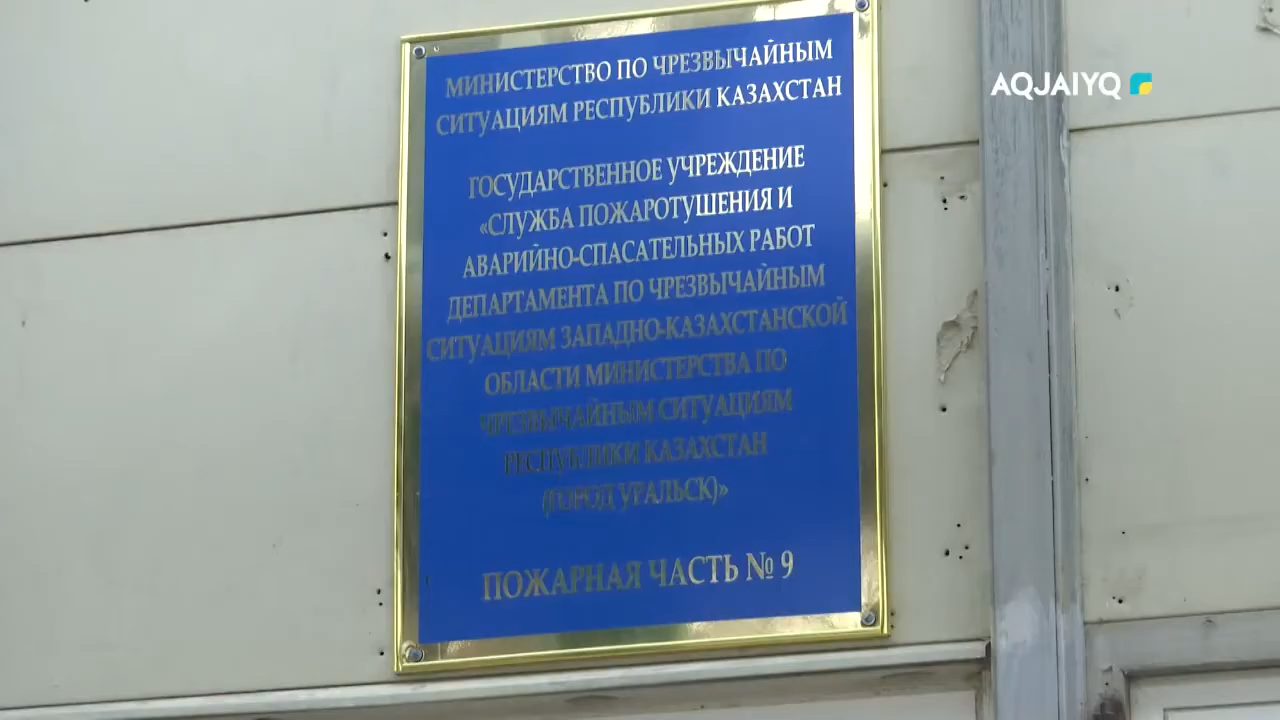 МИНИСТЕРСТВО ПО ЧРЕЗВЫЧАЙНЫМ
СИТУАЦИЯМ РЕСПУБЛИКИ КАЗАХСТАН
ГОСУДАРСТВЕННОЕ УЧРЕЖДЕНИЕ
«СЛУЖБА ПОЖАРОТУШЕНИЯ И
АВАРИЙНО-СПАСАТЕЛЬНЫХ РАБОТ
ДЕПАРТАМЕНТА ПО ЧРЕЗВЫЧАЙНЫМ
СИТУАЦИЯМ ЗАПАДНО-КАЗАХСТАНСКОЙ
ОБЛАСТИ МИНИСТЕРСТВА ПО
ЧРЕЗВЫЧАЙНЫМ СИТУАЦИЯМ
РЕСПУБЛИКИ КАЗАХСТАН
(ГОРОД УРАЛЬСК)»
ПОЖАРНАЯ ЧАСТЬ № 9
AQJAIYQ